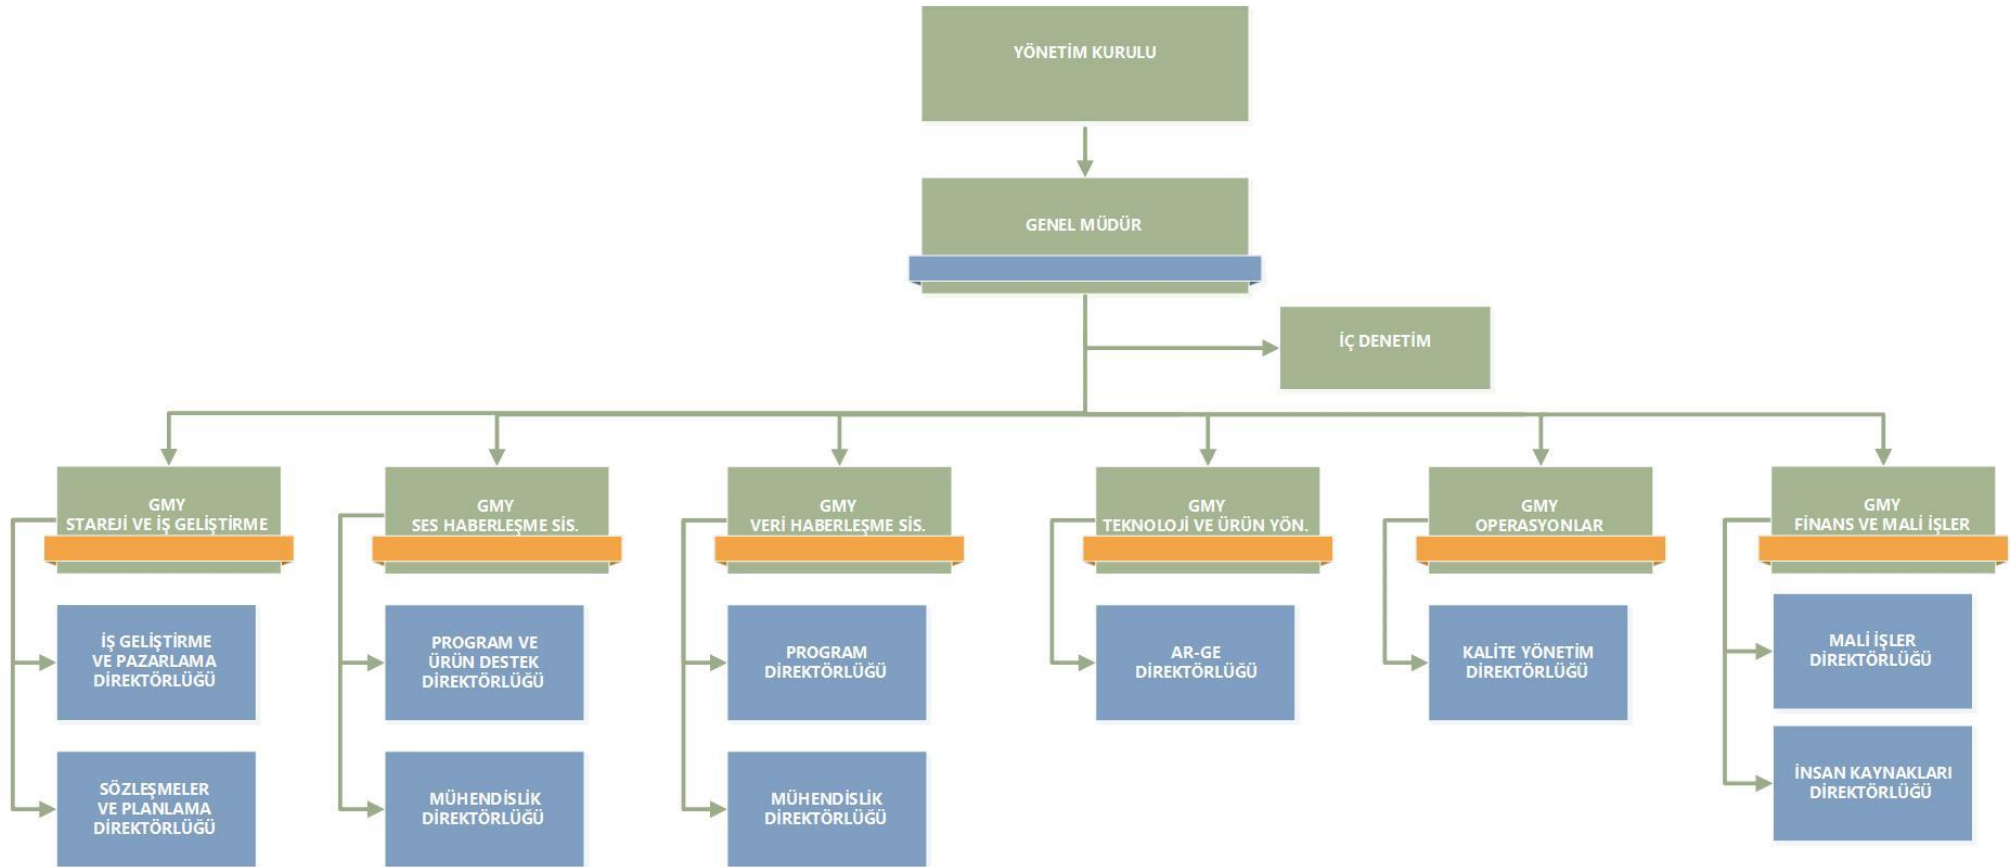 YÖNETİM KURULU
GENEL MÜDÜR
İÇ DENETİM
GMY
STAREJİ VE İŞ GELİŞTİRME
GMY
SES HABERLEŞME SİS.
GMY
VERİ HABERLEŞME SİS.
GMY
TEKNOLOJİ VE ÜRÜN YÖN.
GMY
OPERASYONLAR
GMY
FİNANS VE MALİ İŞLER
İŞ GELİŞTİRME
VE PAZARLAMA
DİREKTÖRLÜĞÜ
PROGRAM VE
ÜRÜN DESTEK
DİREKTÖRLÜĞÜ
PROGRAM
DİREKTÖRLÜĞÜ
AR-GE
DİREKTÖRLÜĞÜ
KALİTE YÖNETİM
DİREKTÖRLÜĞÜ
MALİ İŞLER
DİREKTÖRLÜĞÜ
SÖZLEŞMELER
VE PLANLAMA
DİREKTÖRLÜĞÜ
MÜHENDİSLİK
DİREKTÖRLÜĞÜ
MÜHENDİSLİK
DİREKTÖRLÜĞÜ
İNSAN KAYNAKLARI
DİREKTÖRLÜĞÜ